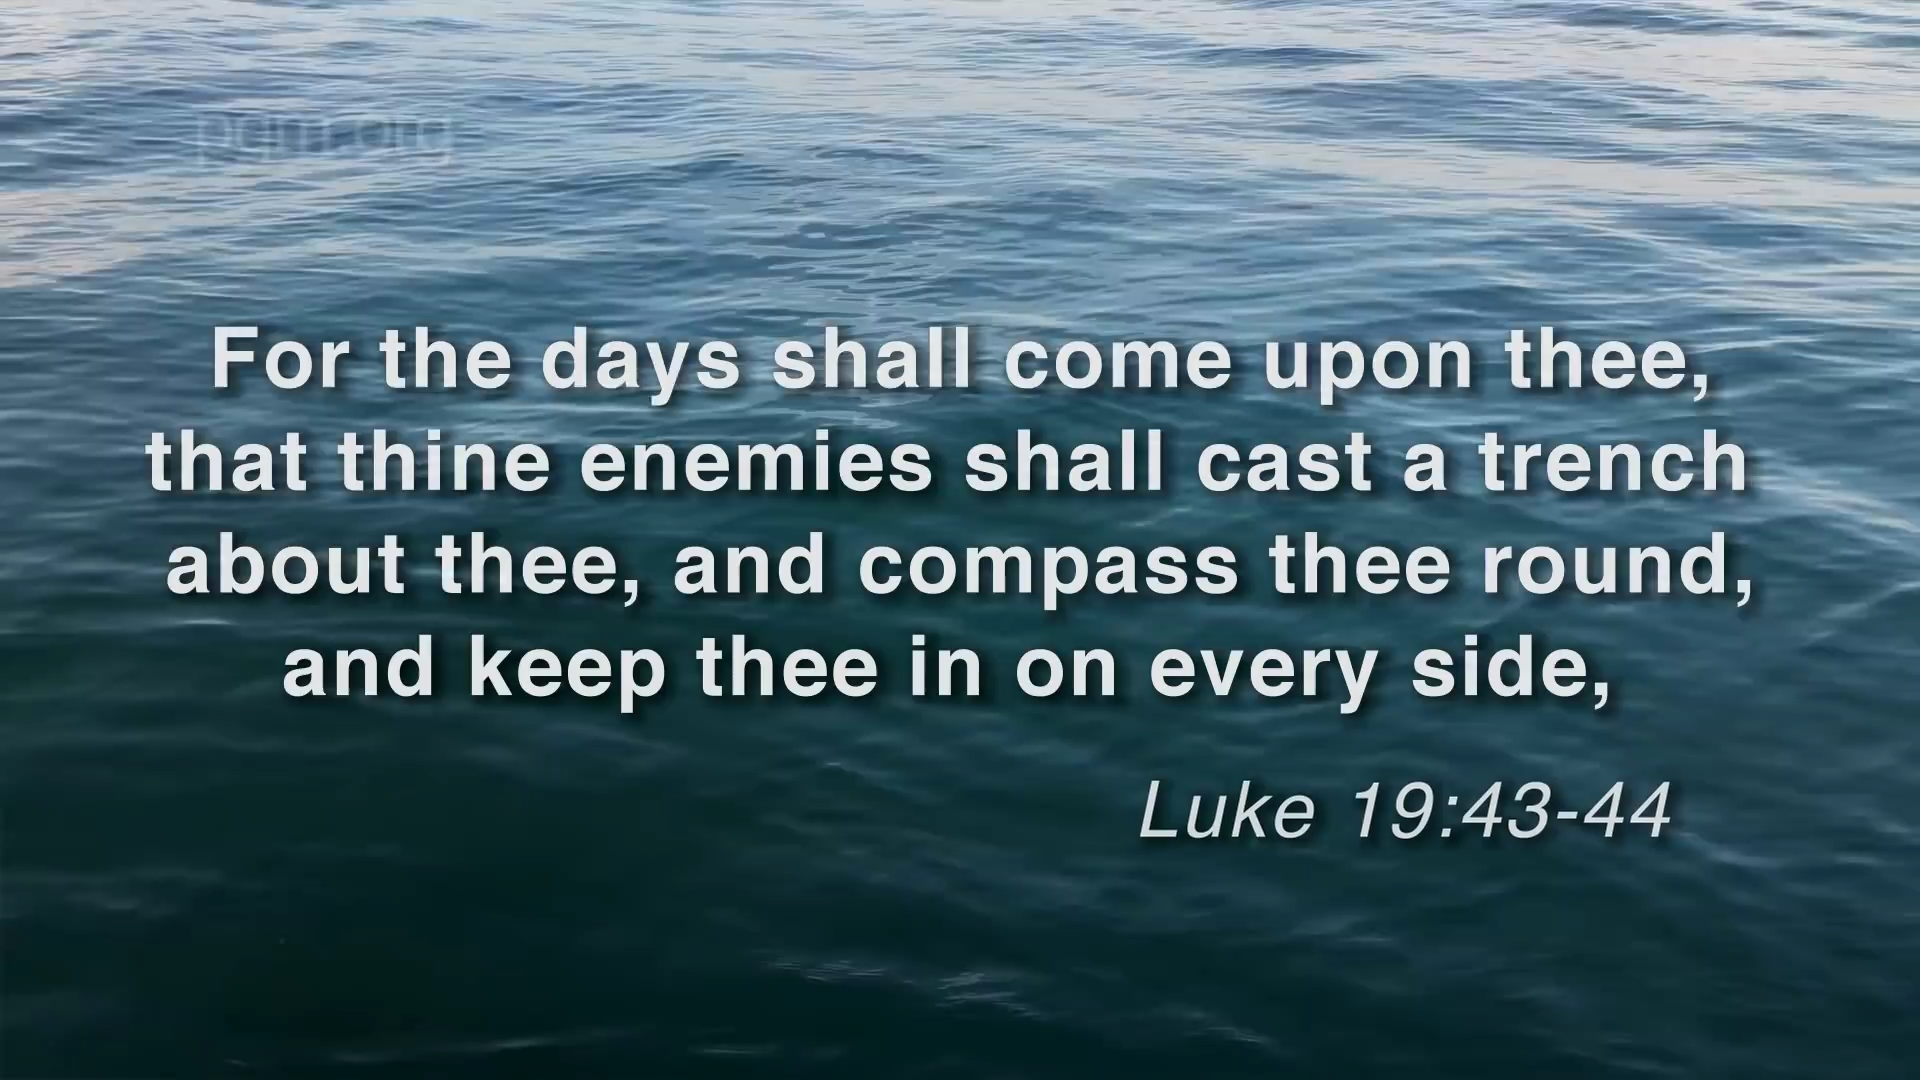 For the days shall come upon thee,
that thine enemies shall cast a trench
about thee, and compass thee round,
and keep thee in on every side,
Luke 19:43-44